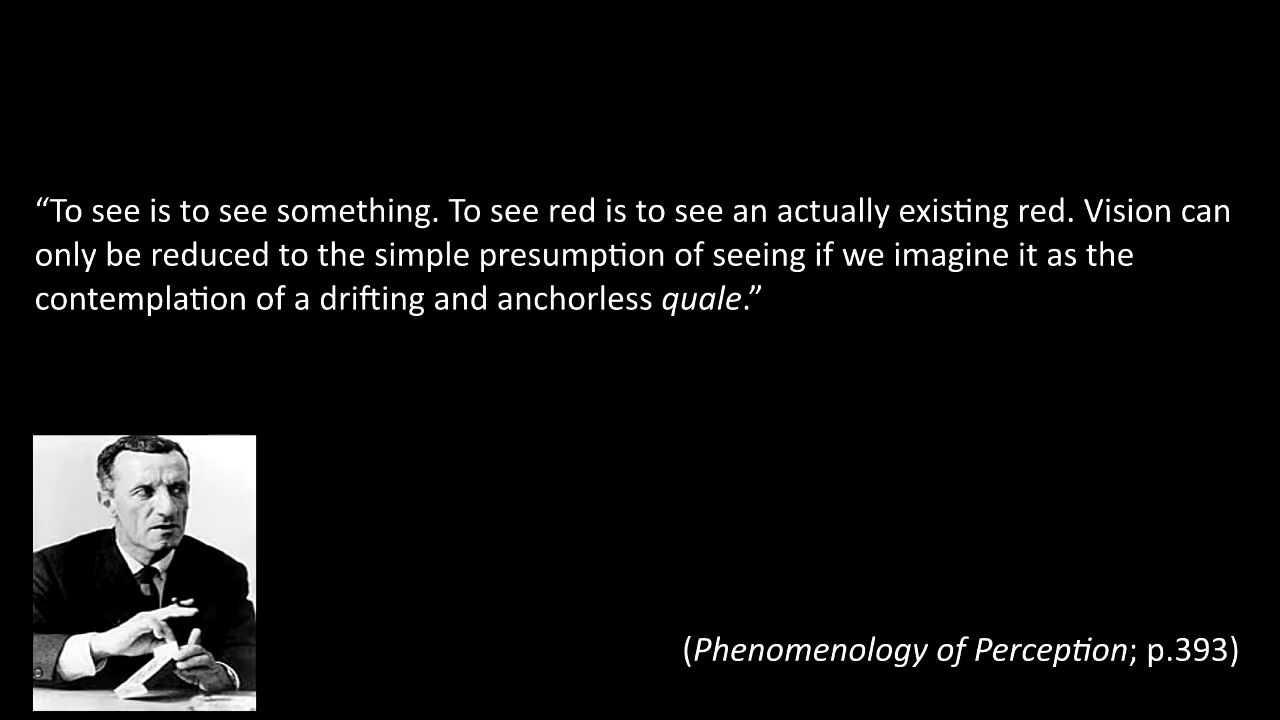 “To see is to see something. To see red is to see an actually existing red. Vision can
only be reduced to the simple presumption of seeing if we imagine it as the
contemplation of a drifting and anchorless quale.”
(Phenomenology of Perception; p.393)